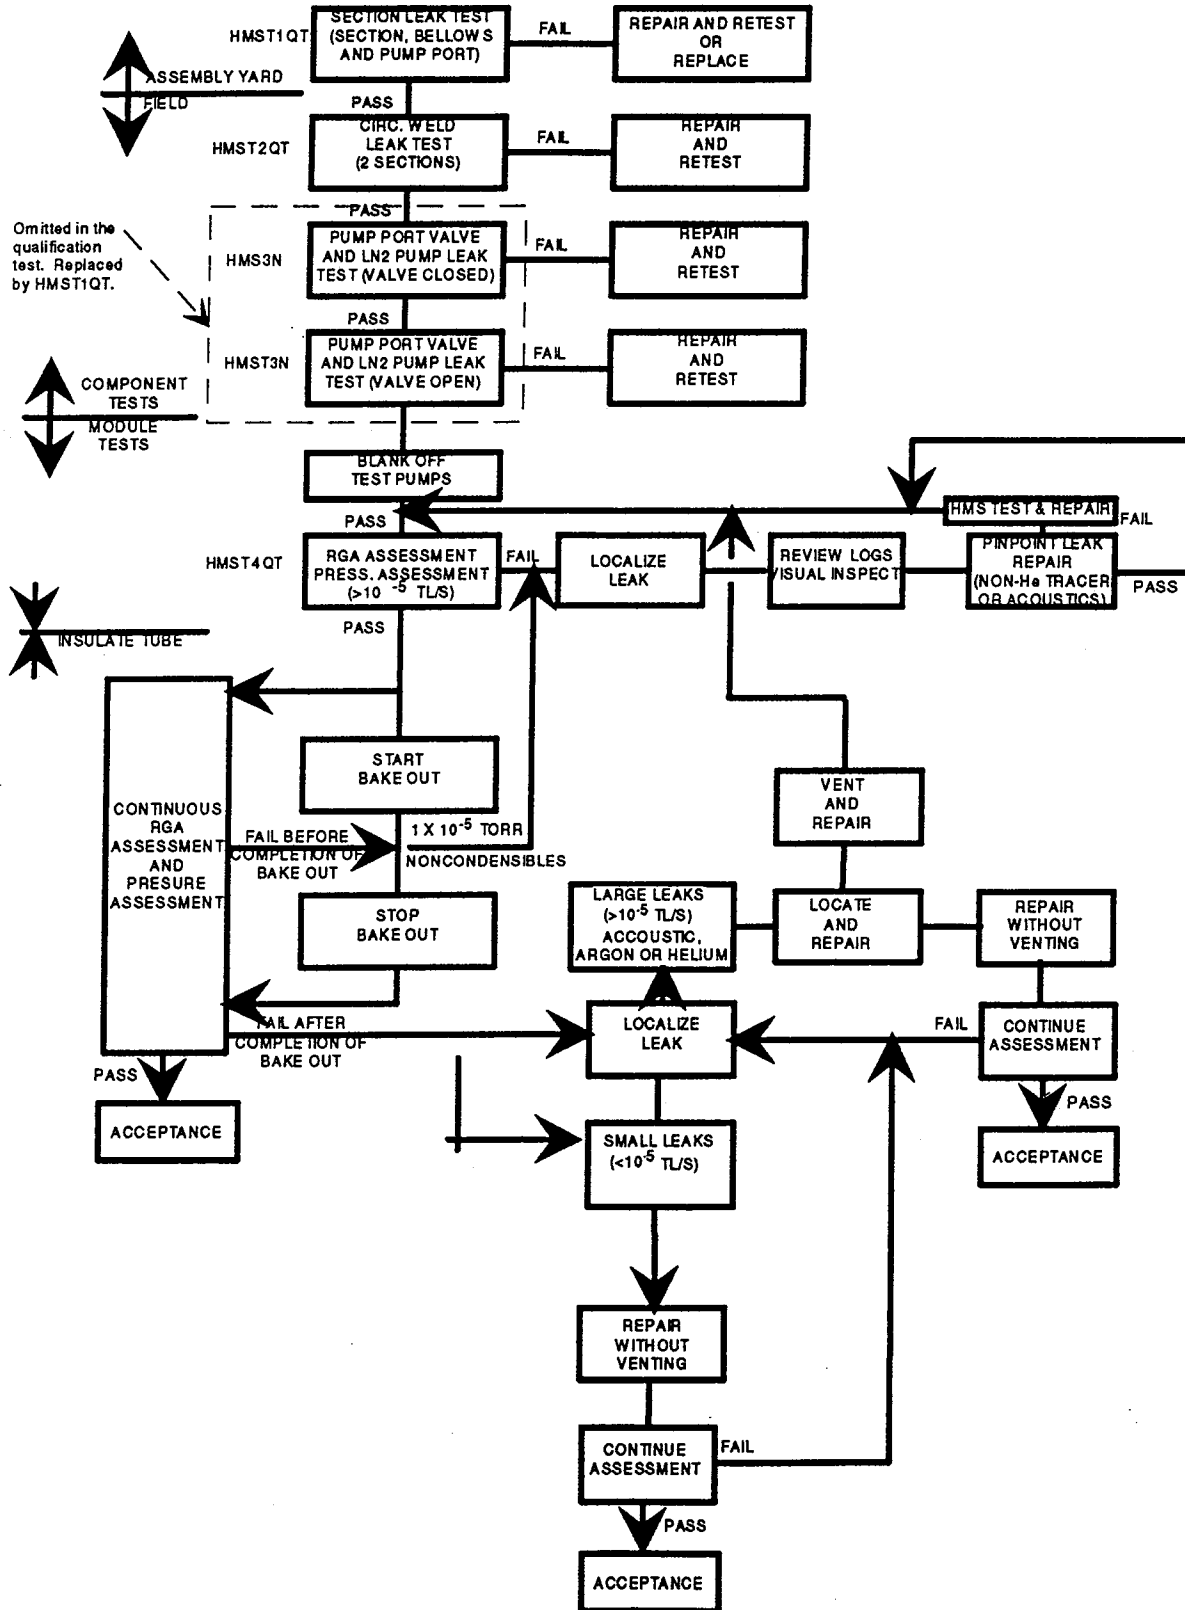 SECTION LEAK TEST
(SECTION, BELLOWS
AND PUMP PORT)
HMST1QT
FAIL
REPAIR AND RETEST
OR
REPLACE
ASSEMBLY YARD
FIELD
PASS
HMST2QT
CIRC. WELD
LEAK TEST
(2 SECTIONS)
FAIL
REPAIR
AND
RETEST
PASS
Omitted in the
qualification
test. Replaced
by HMST1QT.
HMS3N
PUMP PORT VALVE
AND LN2 PUMP LEAK
TEST (VALVE CLOSED)
FAIL
REPAIR
AND
RETEST
PASS
HMST3N
PUMP PORT VALVE
AND LN2 PUMP LEAK
TEST (VALVE OPEN)
FAIL
REPAIR
AND
RETEST
COMPONENT
TESTS
MODULE
TESTS
BLANK OFF
TEST PUMPS
PASS
HMS TEST & REPAIR
FAIL
HMST4QT
RGA ASSESSMENT
PRESS. ASSESSMENT
(>10 -5 TL/S)
FAIL
LOCALIZE
LEAK
REVIEW LOGS
VISUAL INSPECT
PINPOINT LEAK
REPAIR
(NON-He TRACER
OR ACOUSTICS)
PASS
PASS
INSULATE TUBE
START
BAKE OUT
CONTINUOUS
RGA
ASSESSMENT
AND
PRESURE
ASSESSMENT
FAIL BEFORE
COMPLETION OF
BAKE OUT
1 X 10-5 TORR
NONCONDENSIBLES
VENT
AND
REPAIR
STOP
BAKE OUT
LARGE LEAKS
(>10-5 TL/S)
ACCOUSTIC,
ARGON OR HELIUM
LOCATE
AND
REPAIR
REPAIR
WITHOUT
VENTING
FAIL AFTER
COMPLETION OF
BAKE OUT
LOCALIZE
LEAK
FAIL
CONTINUE
ASSESSMENT
PASS
ACCEPTANCE
PASS
ACCEPTANCE
SMALL LEAKS
(<10-5 TL/S)
REPAIR
WITHOUT
VENTING
CONTINUE
ASSESSMENT
FAIL
PASS
ACCEPTANCE